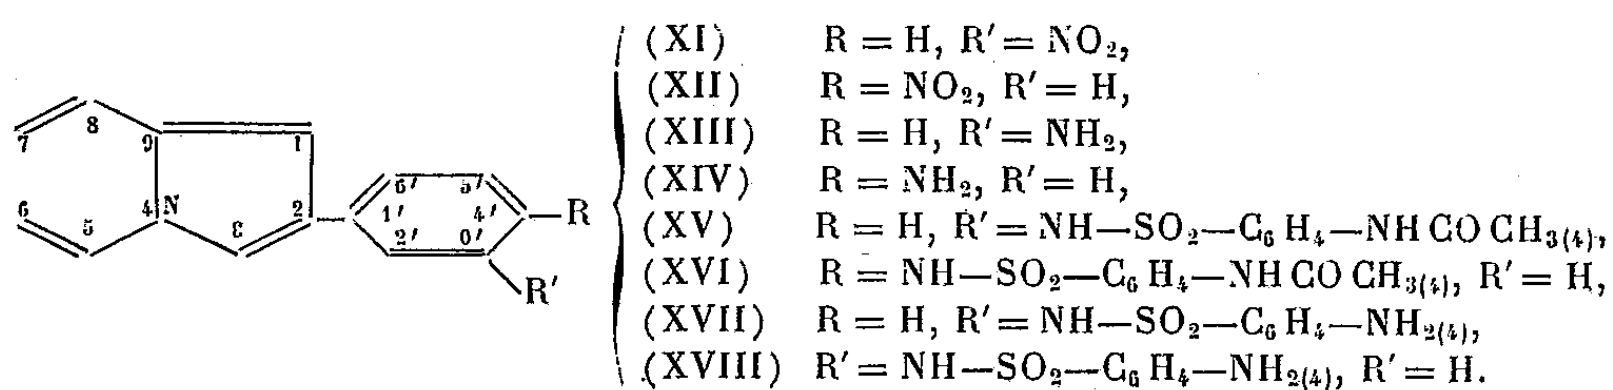 (XI) R = H, R′ = NO₂,
(XII) R = NO₂, R′ = H,
(XIII) R = H, R′ = NH₂,
(XIV) R = NH₂, R′ = H,
(XV) R = H, R′ = NH—SO₂—C₆H₄—NHCOCH₃₍₄₎,
(XVI) R = NH—SO₂—C₆H₄—NHCOCH₃₍₄₎, R′ = H,
(XVII) R = H, R′ = NH—SO₂—C₆H₄—NH₂₍₄₎,
(XVIII) R′ = NH—SO₂—C₆H₄—NH₂₍₄₎, R′ = H.
8
7 9 1
6′ 5′
6 4 N 2 1′ 4′ R
5 2′
R′